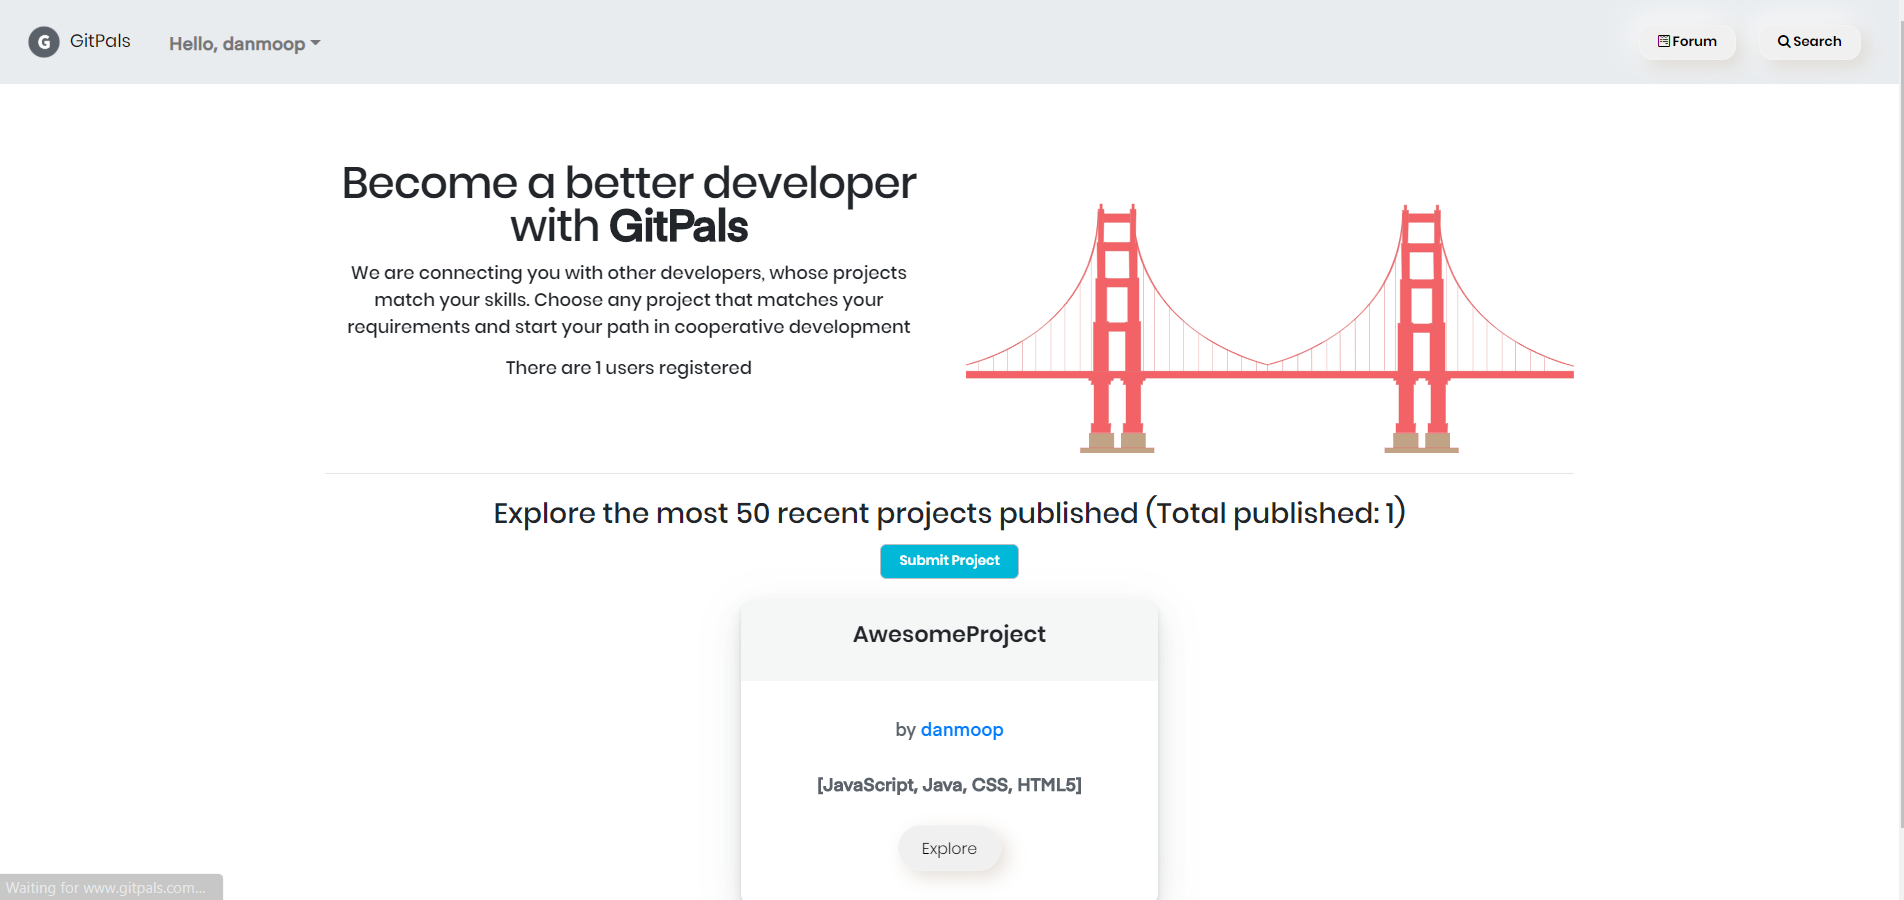 G GitPals
Hello, danmoop
Forum
Search
Become a better developer
with GitPals
We are connecting you with other developers, whose projects
match your skills. Choose any project that matches your
requirements and start your path in cooperative development
There are 1 users registered
Explore the most 50 recent projects published (Total published: 1)
Submit Project
AwesomeProject
by danmoop
[JavaScript, Java, CSS, HTML5]
Explore
Waiting for www.gitpals.com...